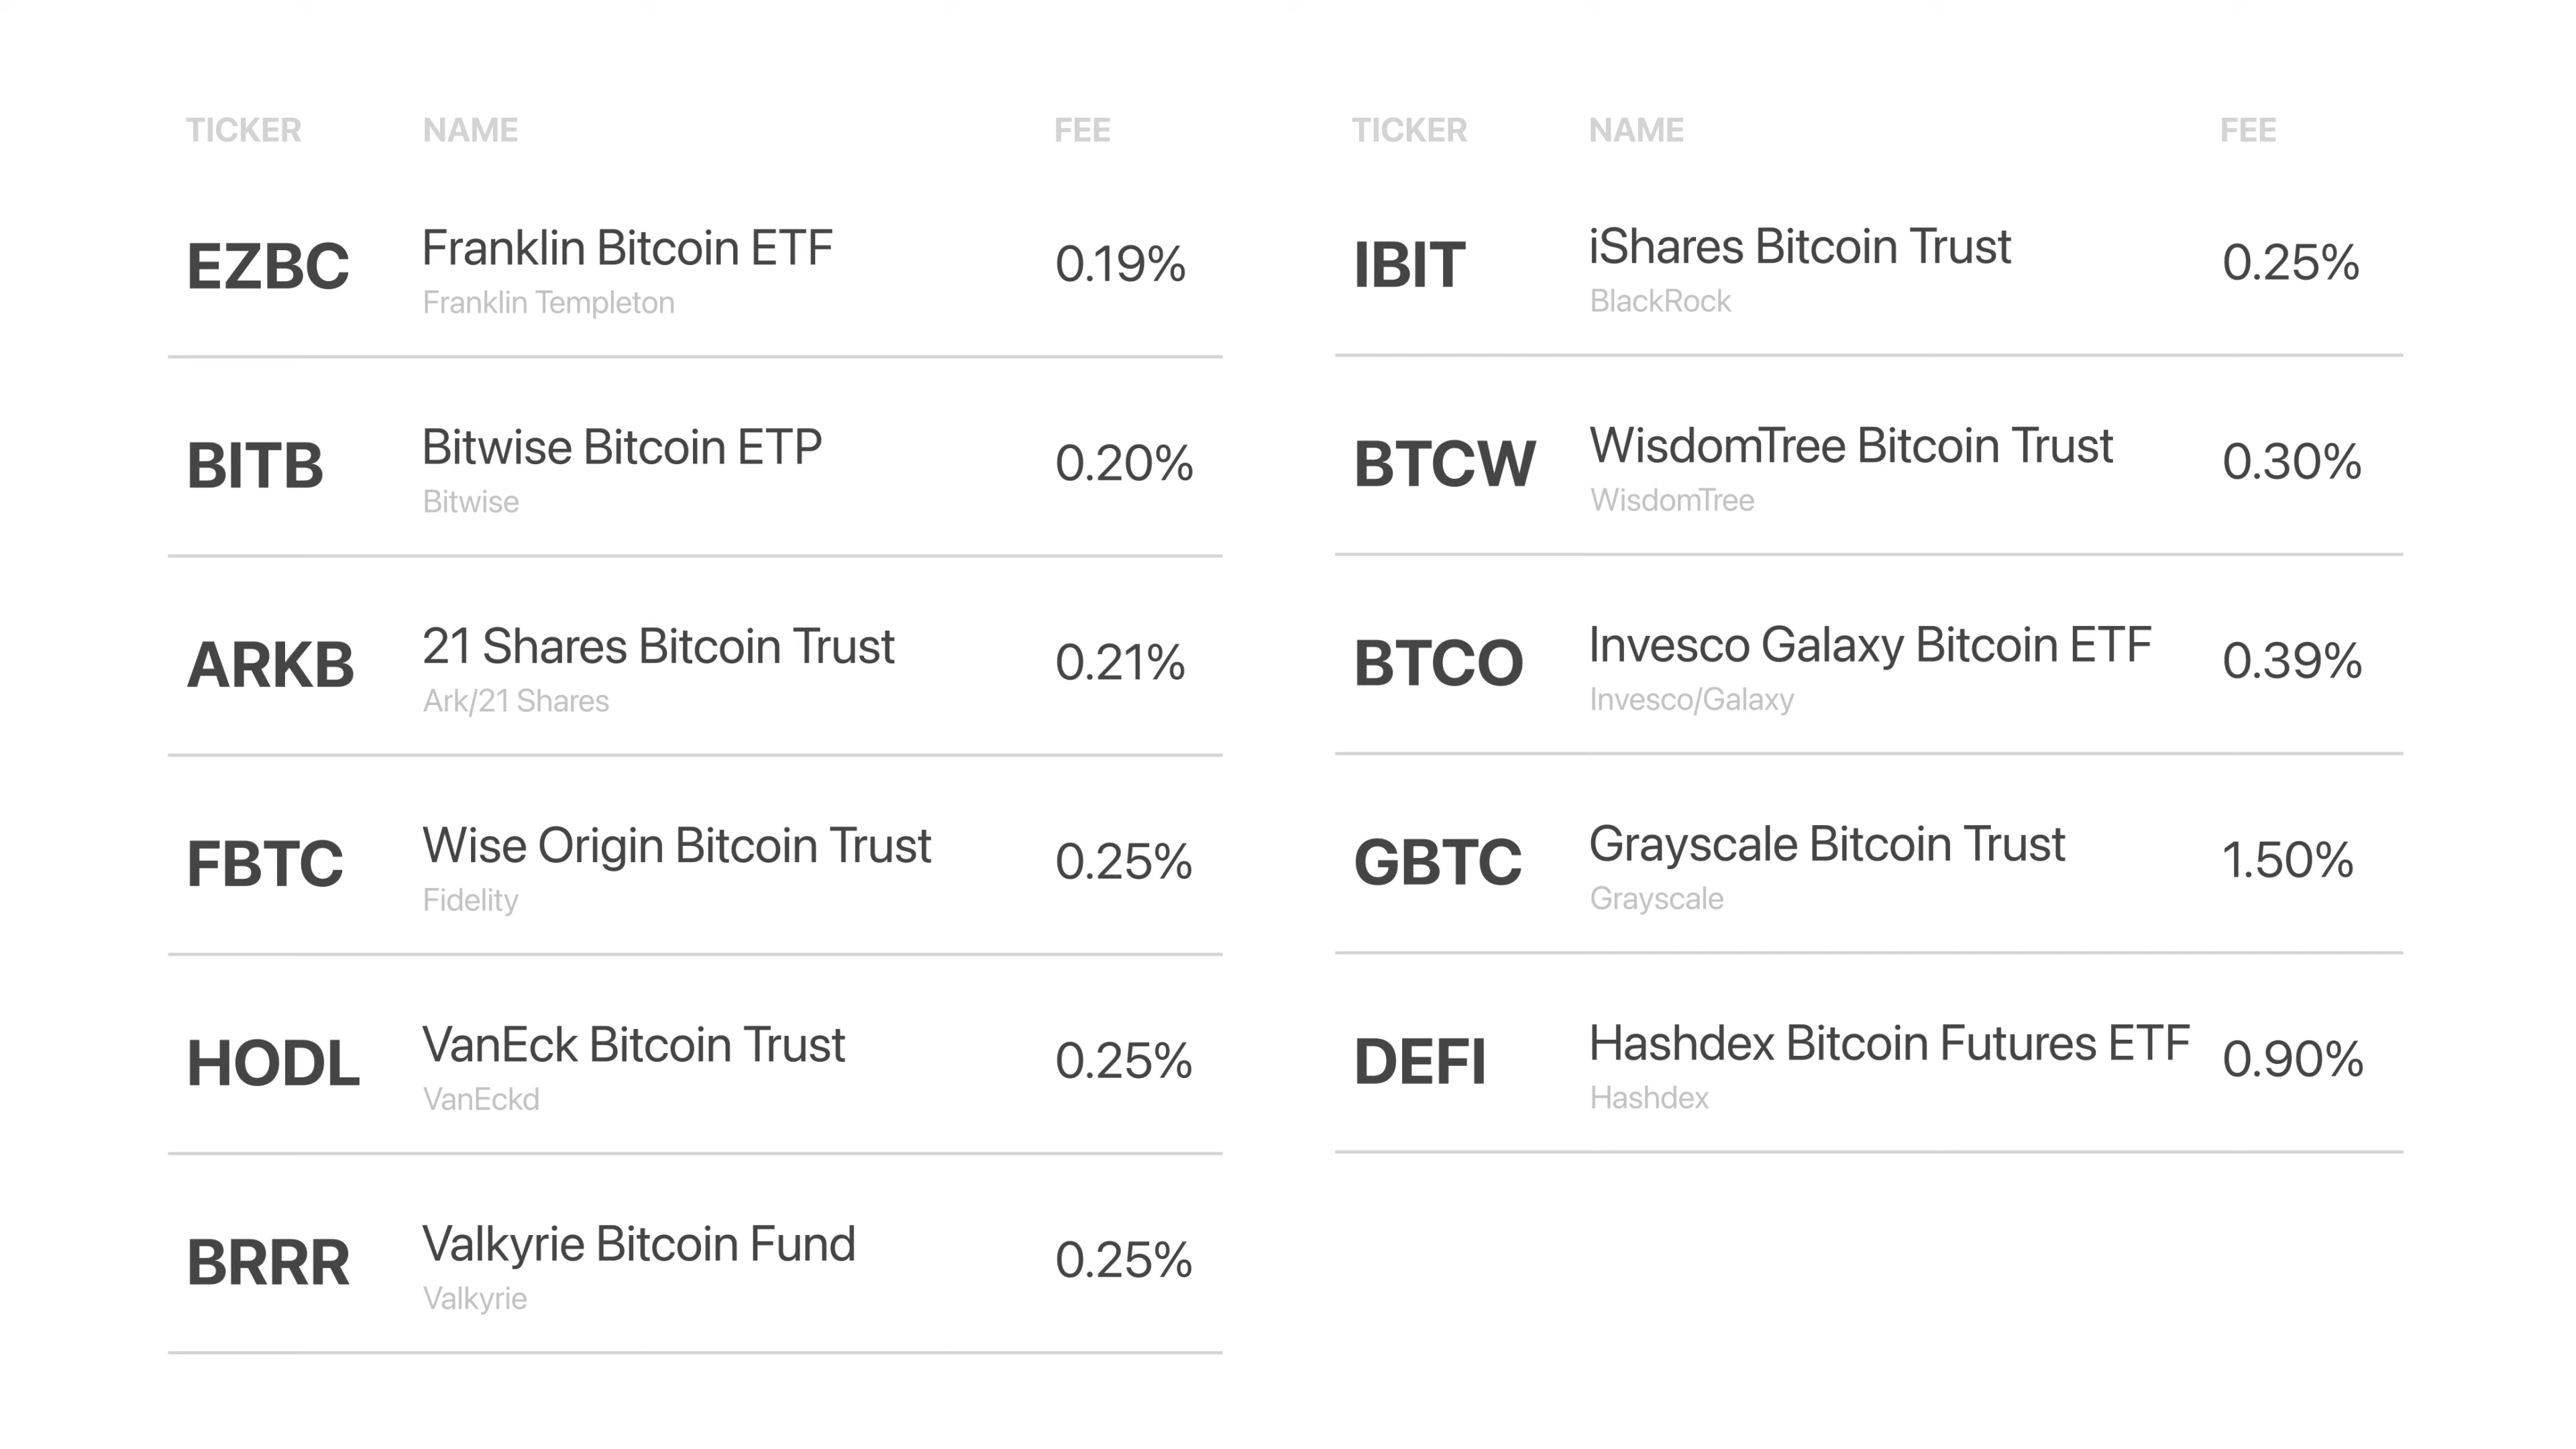 TICKER NAME FEE
EZBC Franklin Bitcoin ETF 0.19%
Franklin Templeton
BITB Bitwise Bitcoin ETP 0.20%
Bitwise
ARKB 21 Shares Bitcoin Trust 0.21%
Ark/21 Shares
FBTC Wise Origin Bitcoin Trust 0.25%
Fidelity
HODL VanEck Bitcoin Trust 0.25%
VanEckd
BRRR Valkyrie Bitcoin Fund 0.25%
Valkyrie
TICKER NAME FEE
IBIT iShares Bitcoin Trust 0.25%
BlackRock
BTCW WisdomTree Bitcoin Trust 0.30%
WisdomTree
BTCO Invesco Galaxy Bitcoin ETF 0.39%
Invesco/Galaxy
GBTC Grayscale Bitcoin Trust 1.50%
Grayscale
DEFI Hashdex Bitcoin Futures ETF 0.90%
Hashdex